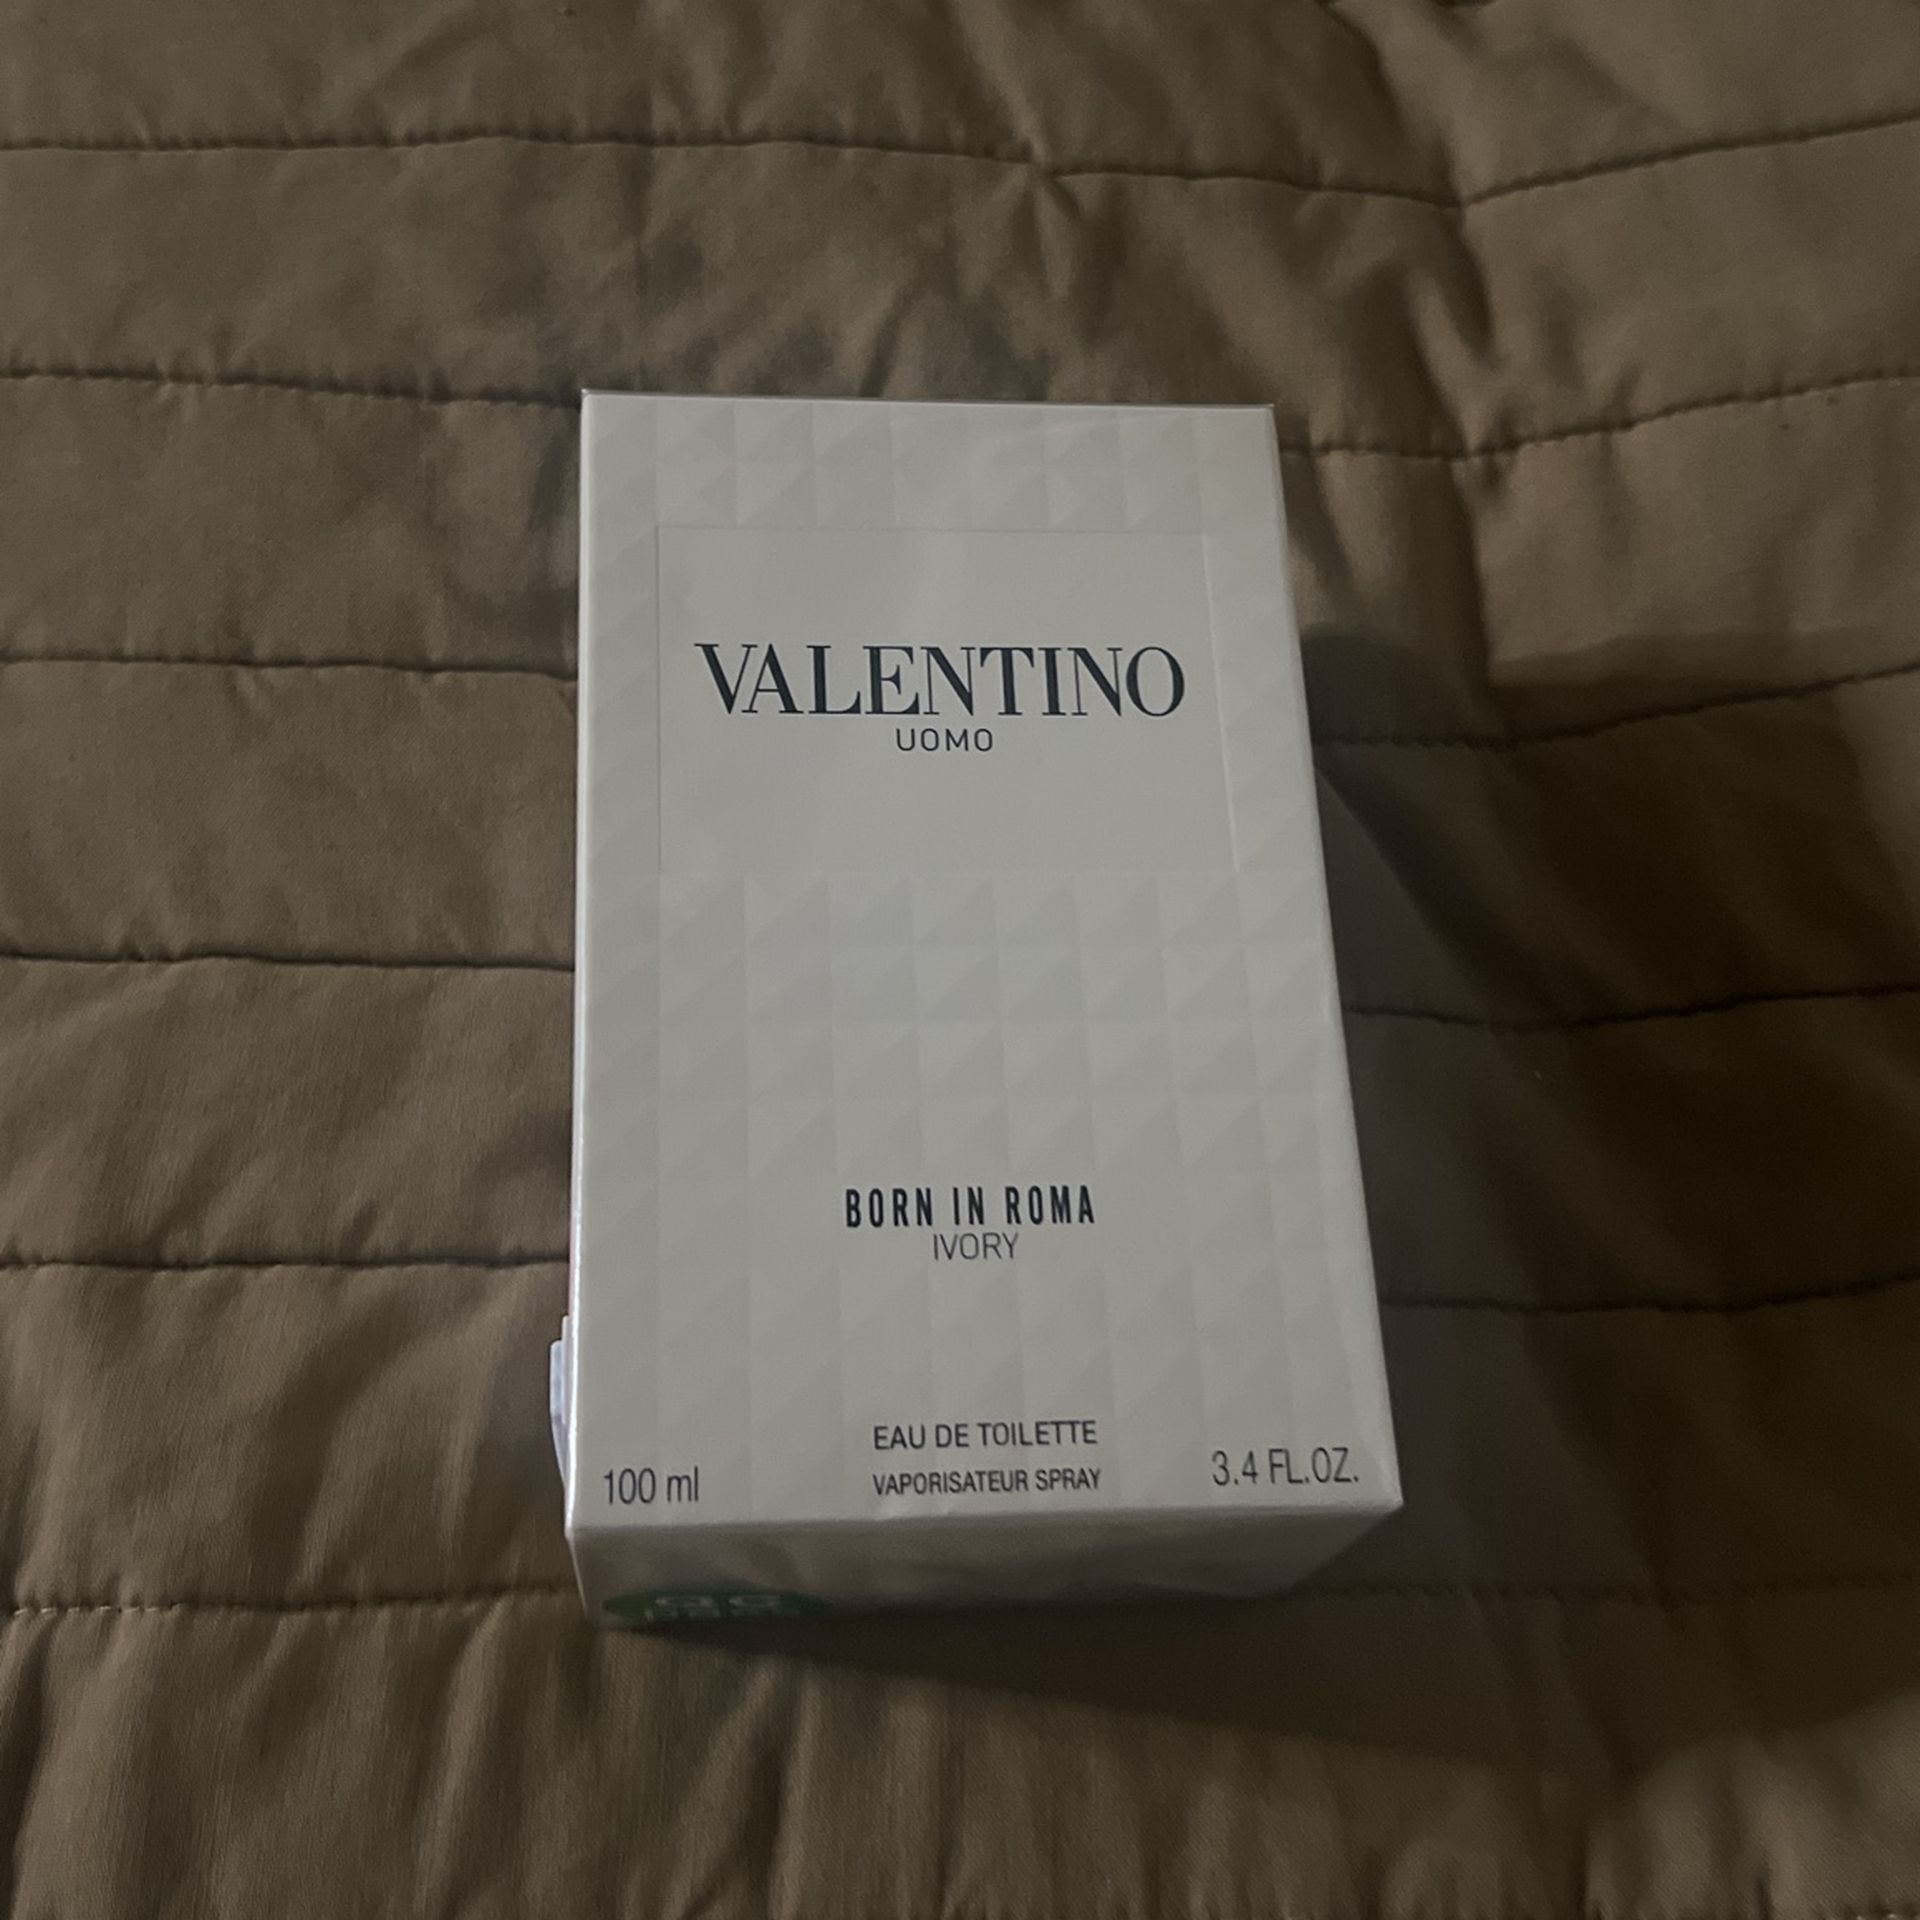 VALENTINO
UOMO
BORN IN ROMA
IVORY
EAU DE TOILETTE
100 ml VAPORISATEUR SPRAY 3.4 FL.OZ.